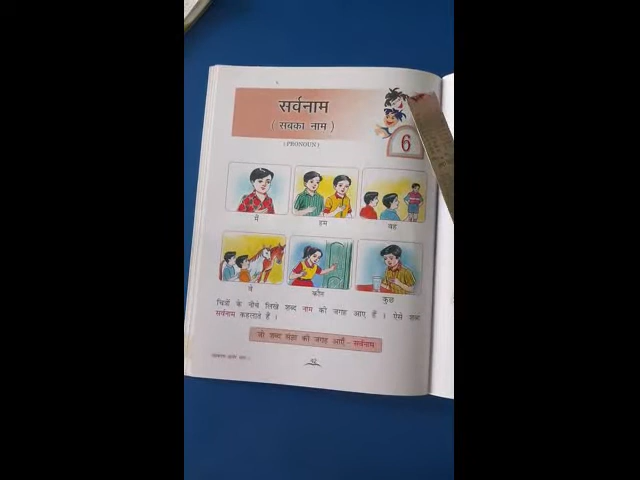 सर्वनाम
(सबका नाम)
(PRONOUN)
6
मैं
हम
वह
वे
कौन
कुछ
चित्रों के नीचे लिखे शब्द नाम की जगह आए हैं। ऐसे शब्द
सर्वनाम कहलाते हैं।
जो शब्द संज्ञा की जगह आएँ - सर्वनाम
42